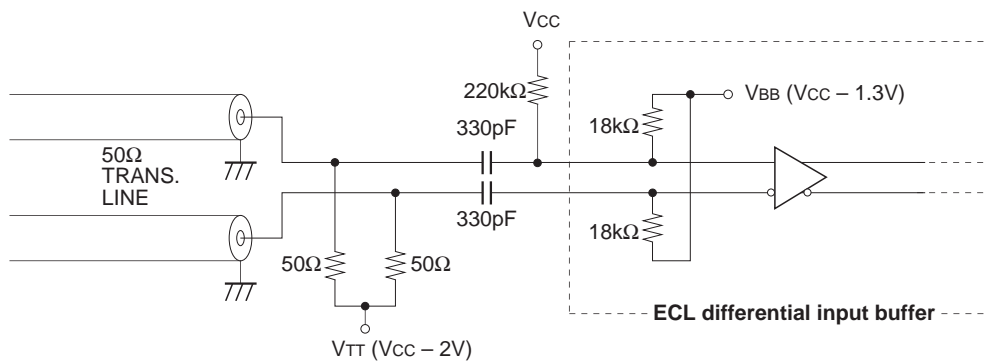 VCC
220kΩ
330pF
VBB (VCC – 1.3V)
18kΩ
50Ω
TRANS.
LINE
330pF
18kΩ
50Ω
50Ω
ECL differential input buffer
VTT (VCC – 2V)